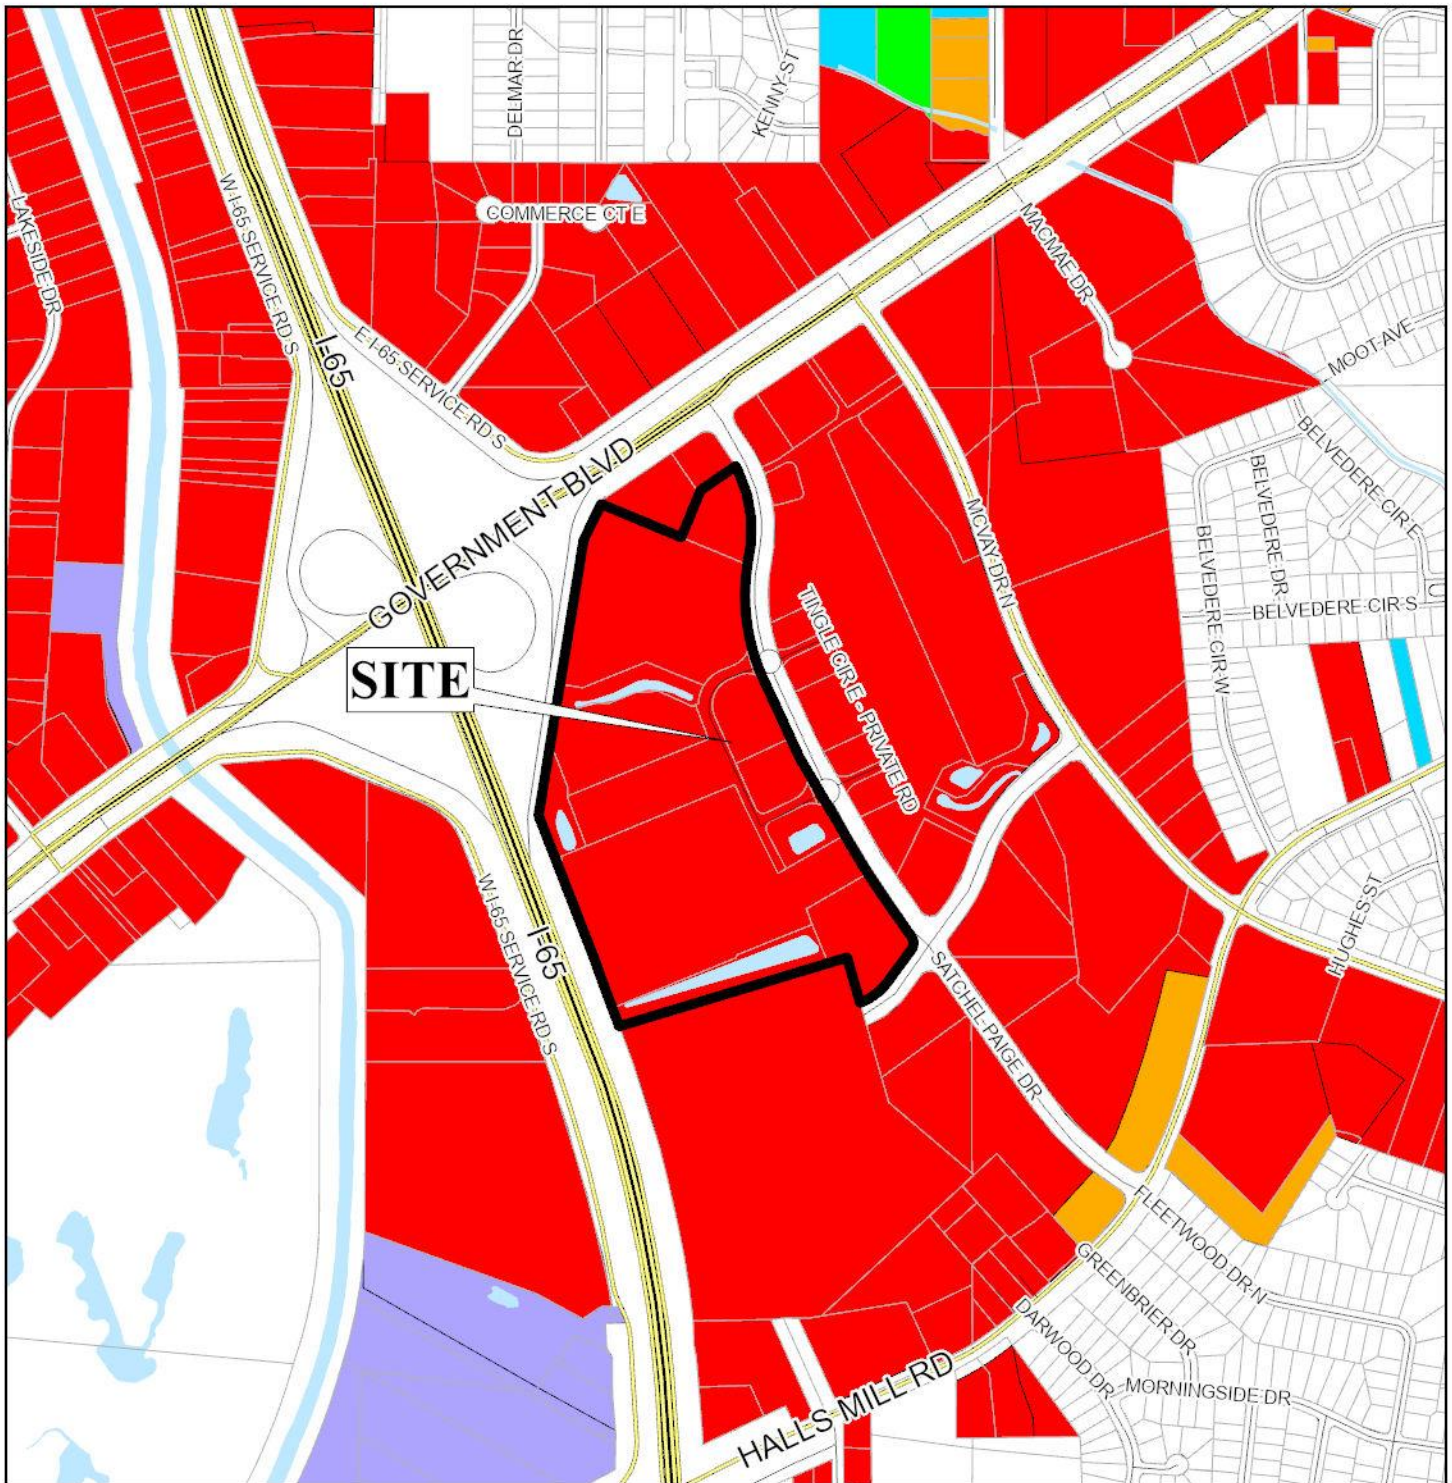 DELMAR DR
KENNY ST
LAKESIDE DR
W I-65 SERVICE RD S
COMMERCE CT E
MACMAE DR
I-65
E I-65 SERVICE RD S
MOOT AVE
GOVERNMENT BLVD
BELVEDERE CIR E
BELVEDERE DR
MCVAY DR N
BELVEDERE CIR W
BELVEDERE CIR S
TINGLE CIR E - PRIVATE RD
SITE
HUGHES ST
W I-65 SERVICE RD S
I-65
SATCHEL PAIGE DR
FLEETWOOD DR N
GREENBRIER DR
DARWOOD DR
MORNINGSIDE DR
HALLS MILL RD